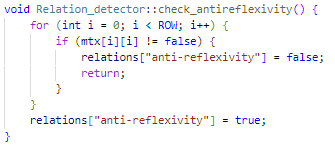 void Relation_detector::check_antireflexivity() {
    for (int i = 0; i < ROW; i++) {
        if (mtx[i][i] != false) {
            relations["anti-reflexivity"] = false;
            return;
        }
    }
    relations["anti-reflexivity"] = true;
}